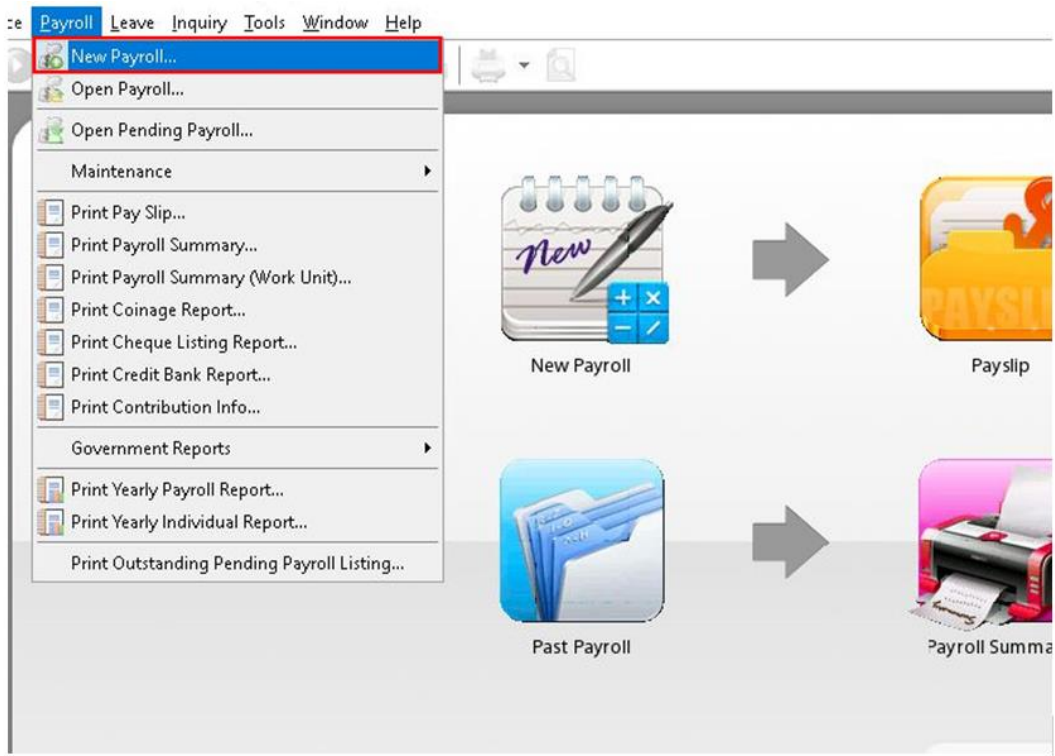 ce Payroll Leave Inquiry Tools Window Help
New Payroll...
Open Payroll...
Open Pending Payroll...
Maintenance
Print Pay Slip...
Print Payroll Summary...
Print Payroll Summary (Work Unit)...
Print Coinage Report...
Print Cheque Listing Report...
Print Credit Bank Report...
Print Contribution Info...
Government Reports
Print Yearly Payroll Report...
Print Yearly Individual Report...
Print Outstanding Pending Payroll Listing...
New
New Payroll
PAYSLI
Payslip
Past Payroll
Summary
Payroll Summa